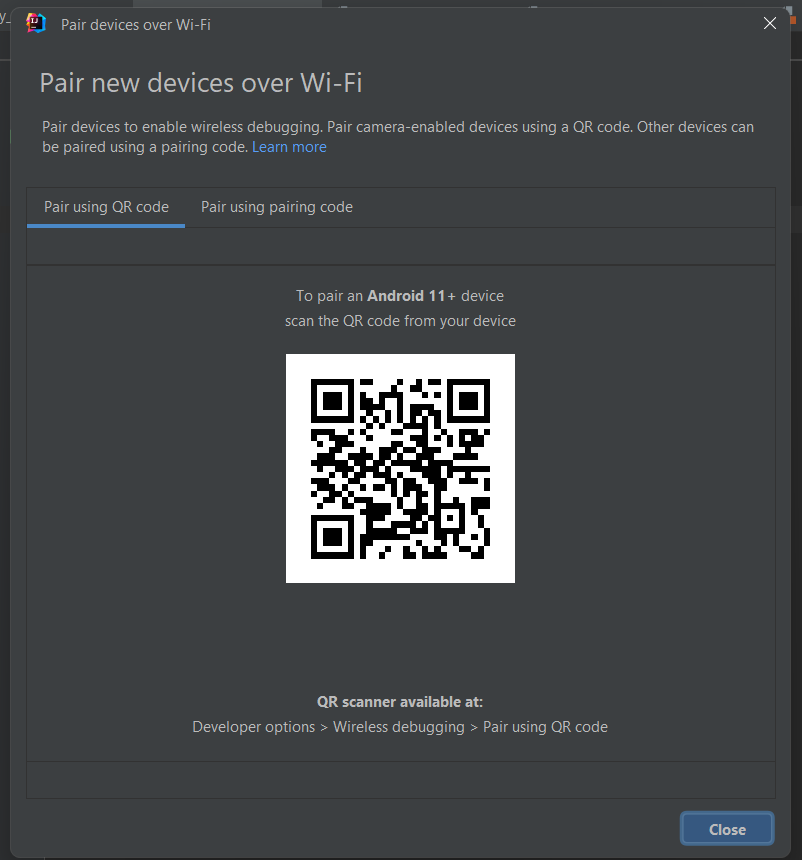 Pair devices over Wi-Fi
Pair new devices over Wi-Fi
Pair devices to enable wireless debugging. Pair camera-enabled devices using a QR code. Other devices can
be paired using a pairing code. Learn more
Pair using QR code
Pair using pairing code
To pair an Android 11+ device
scan the QR code from your device
QR scanner available at:
Developer options > Wireless debugging > Pair using QR code
Close